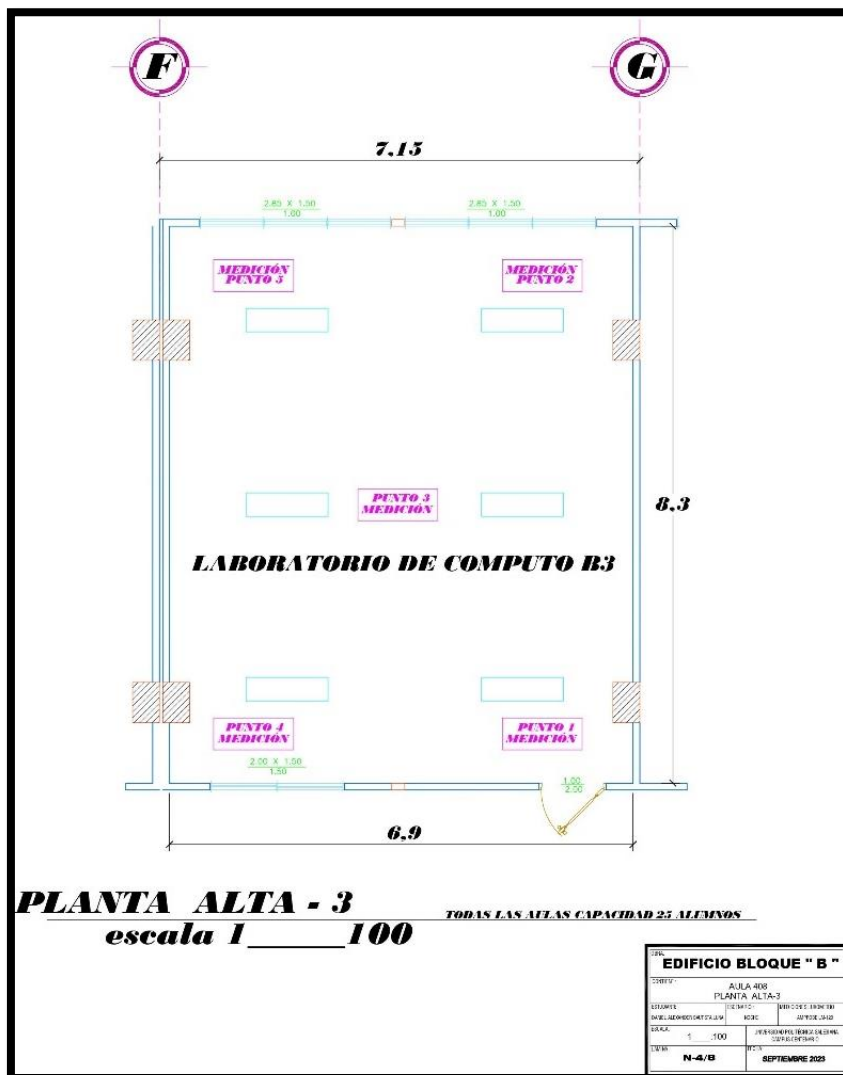 F
G
7,15
2.85 X 1.50
1.00
2.85 X 1.50
1.00
MEDICIÓN
PUNTO 5
MEDICIÓN
PUNTO 2
PUNTO 3
MEDICIÓN
8,3
LABORATORIO DE COMPUTO B3
PUNTO 4
MEDICIÓN
PUNTO 1
MEDICIÓN
2.00 X 1.50
1.50
1.00
2.00
6,9
PLANTA ALTA - 3
TODAS LAS AULAS CAPACIDAD 25 ALUMNOS
escala 1_____100
EDIFICIO BLOQUE " B "
AULA 408
PLANTA ALTA-3
NOCHE
1___:100
N-4/B
SEPTIEMBRE 2023